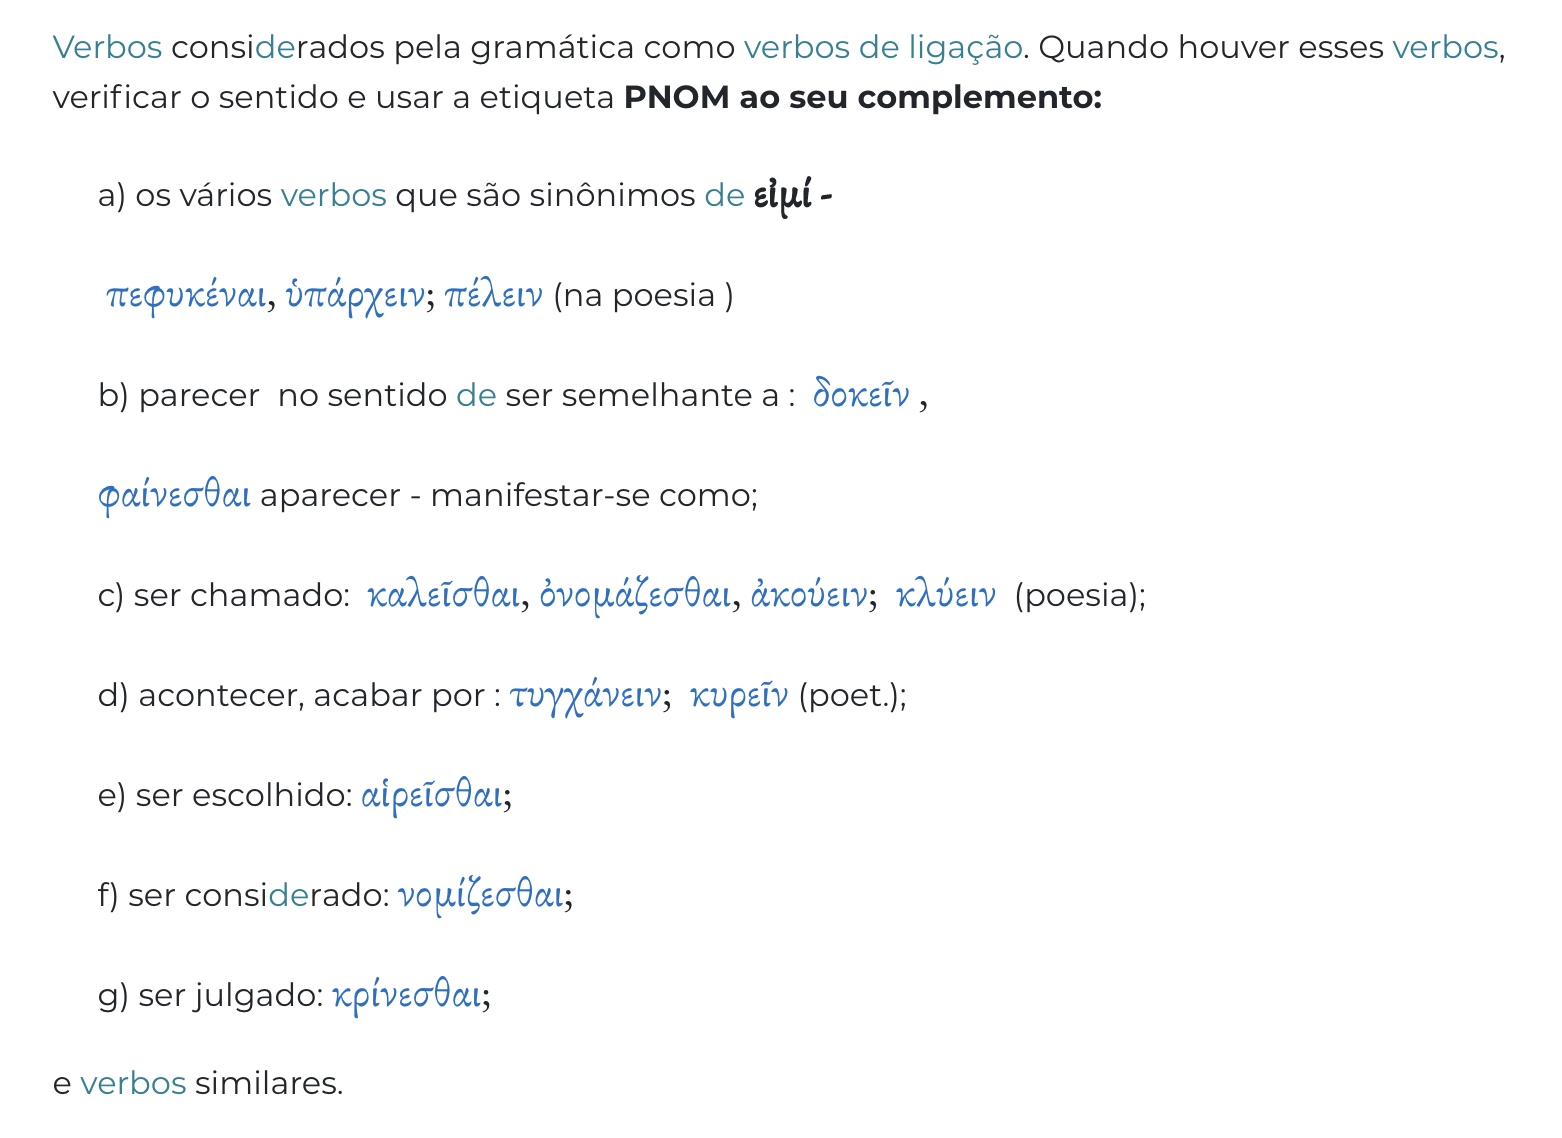 Verbos considerados pela gramática como verbos de ligação. Quando houver esses verbos,
verificar o sentido e usar a etiqueta PNOM ao seu complemento:
a) os vários verbos que são sinônimos de εἰμί -
πεφυκέναι, ὑπάρχειν; πέλειν (na poesia )
b) parecer no sentido de ser semelhante a : δοκεῖν ,
φαίνεσθαι aparecer - manifestar-se como;
c) ser chamado: καλεῖσθαι, ὀνομάζεσθαι, ἀκούειν; κλύειν (poesia);
d) acontecer, acabar por : τυγχάνειν; κυρεῖν (poet.);
e) ser escolhido: αἱρεῖσθαι;
f) ser considerado: νομίζεσθαι;
g) ser julgado: κρίνεσθαι;
e verbos similares.